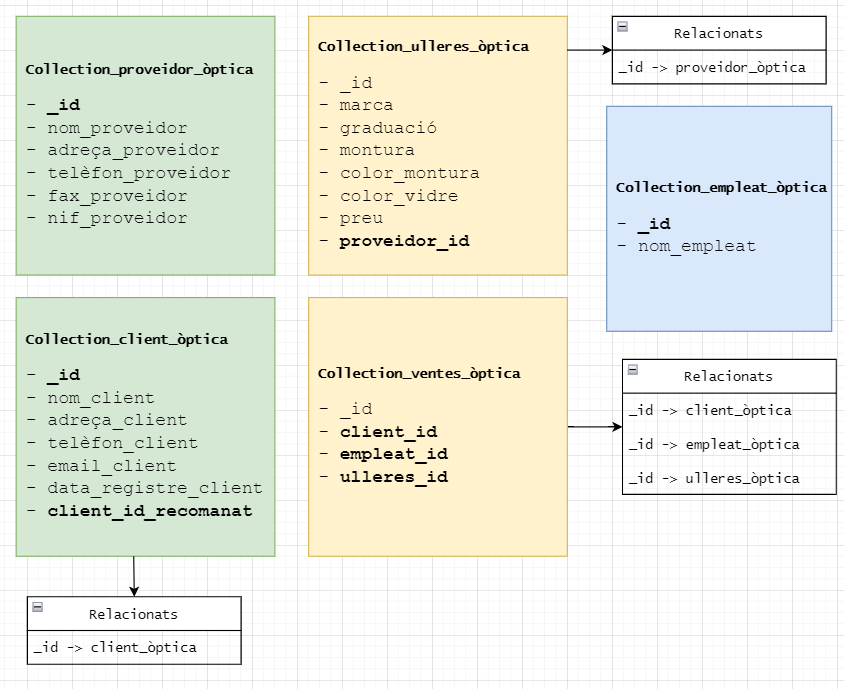 Collection_proveidor_òptica
- _id
- nom_proveidor
- adreça_proveidor
- telèfon_proveidor
- fax_proveidor
- nif_proveidor
Collection_ulleres_òptica
- _id
- marca
- graduació
- montura
- color_montura
- color_vidre
- preu
- proveidor_id
Relacionats
_id -> proveidor_òptica
Collection_empleat_òptica
- _id
- nom_empleat
Collection_client_òptica
- _id
- nom_client
- adreça_client
- telèfon_client
- email_client
- data_registre_client
- client_id_recomanat
Collection_ventes_òptica
- _id
- client_id
- empleat_id
- ulleres_id
Relacionats
_id -> client_òptica
_id -> empleat_òptica
_id -> ulleres_òptica
Relacionats
_id -> client_òptica